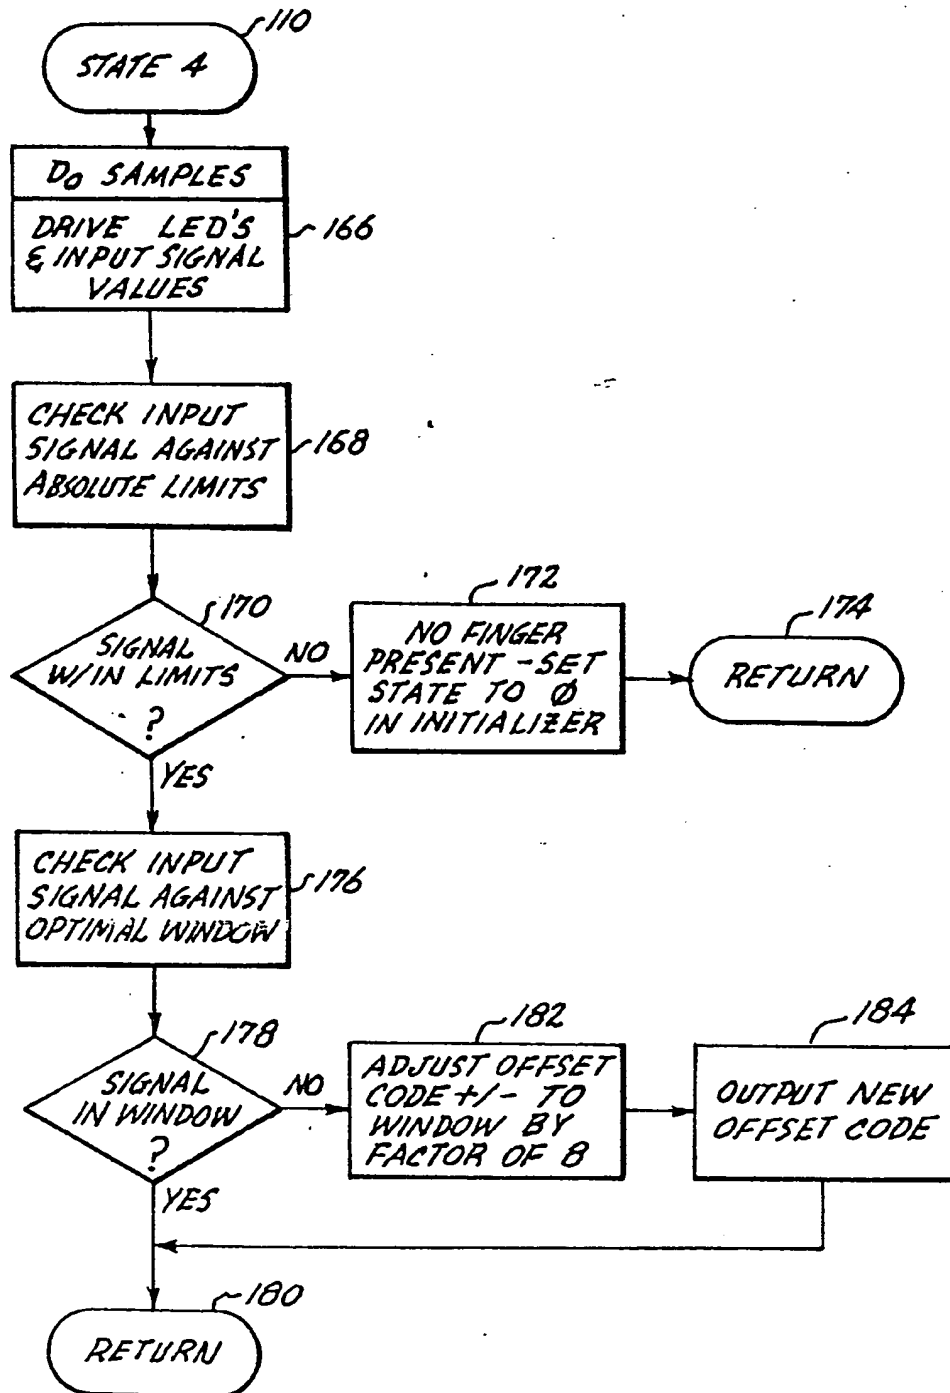 110
STATE 4
DO SAMPLES
DRIVE LED'S
& INPUT SIGNAL
VALUES
166
CHECK INPUT
SIGNAL AGAINST
ABSOLUTE LIMITS
168
170
SIGNAL
W/IN LIMITS
?
NO
YES
172
NO FINGER
PRESENT - SET
STATE TO Ø
IN INITIALIZER
174
RETURN
CHECK INPUT
SIGNAL AGAINST
OPTIMAL WINDOW
176
178
SIGNAL
IN WINDOW
?
NO
YES
182
ADJUST OFFSET
CODE +/- TO
WINDOW BY
FACTOR OF 8
184
OUTPUT NEW
OFFSET CODE
180
RETURN